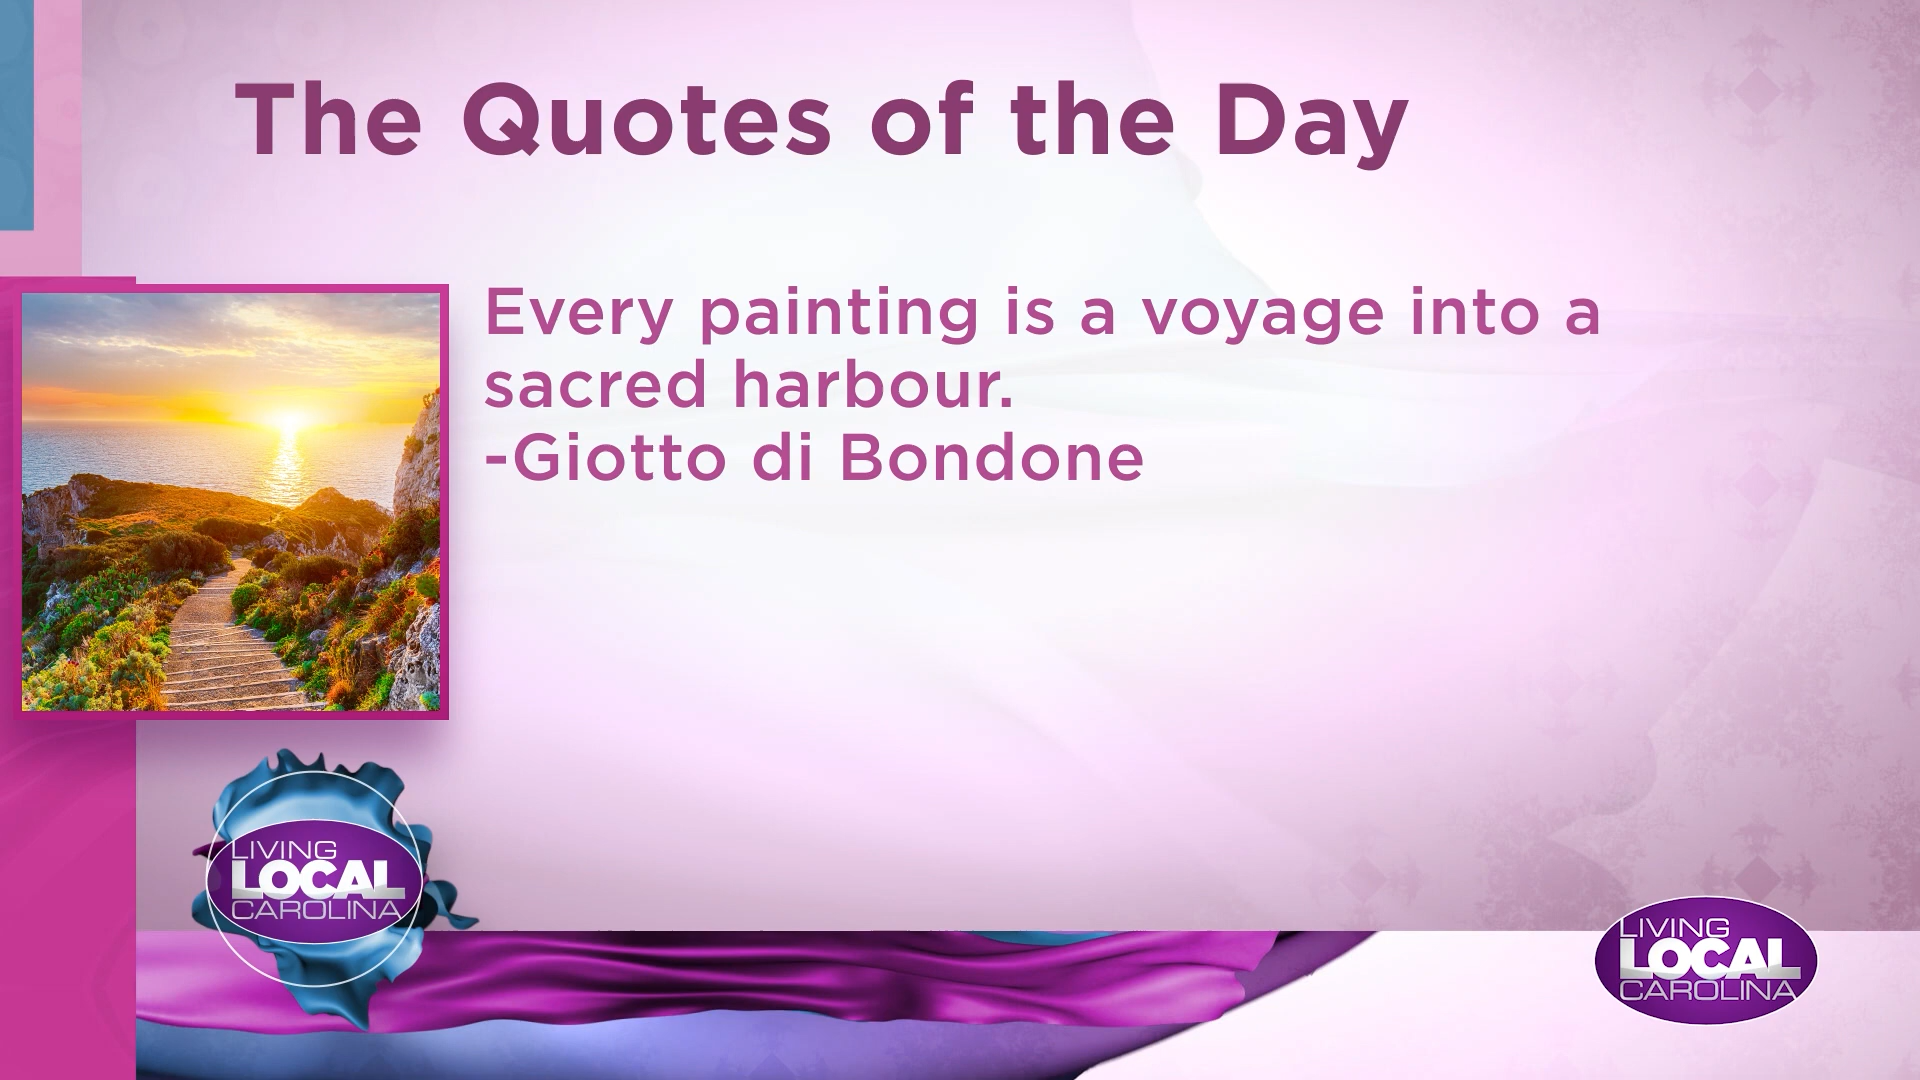 The Quotes of the Day
Every painting is a voyage into a
sacred harbour.
-Giotto di Bondone
LIVING
LOCAL
CAROLINA
LIVING
LOCAL
CAROLINA